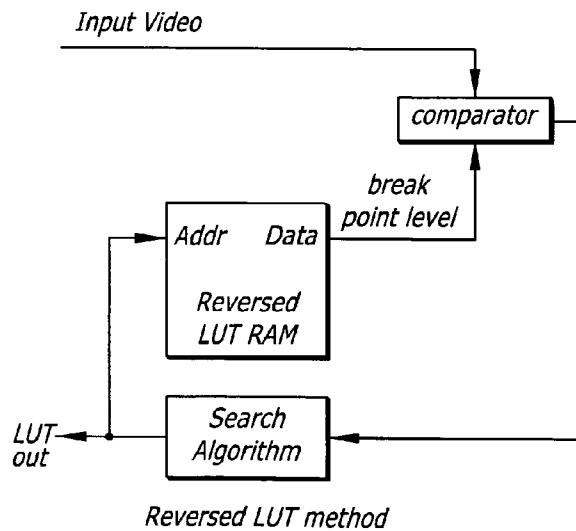 Input Video
comparator
break
point level
Addr Data
Reversed
LUT RAM
LUT
out
Search
Algorithm
Reversed LUT method